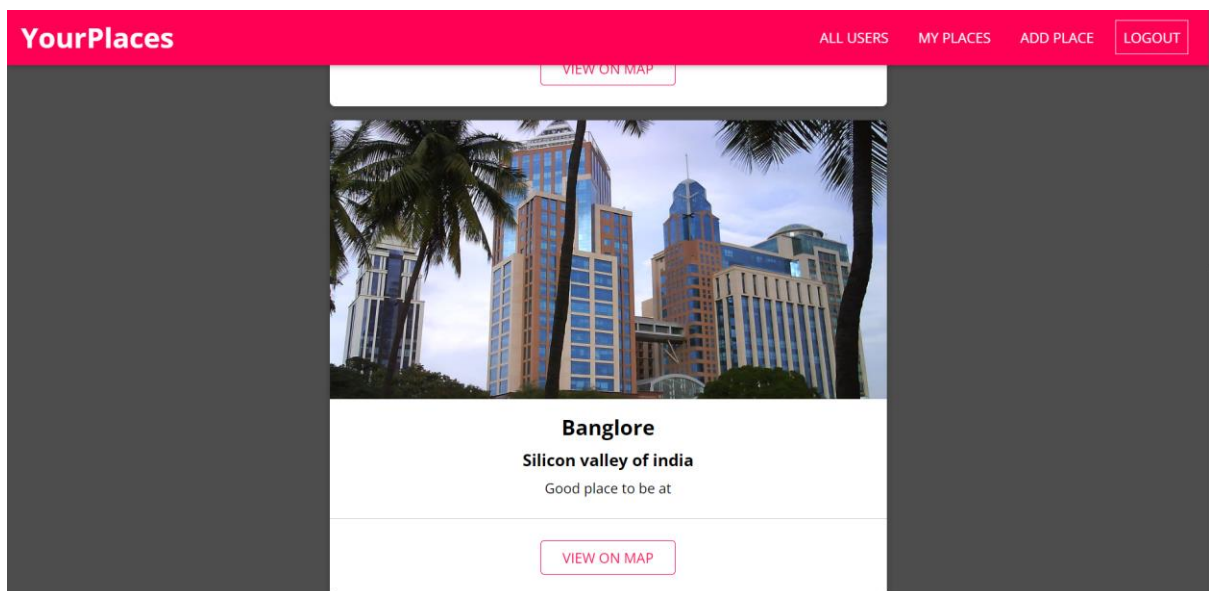 YourPlaces
ALL USERS MY PLACES ADD PLACE LOGOUT
VIEW ON MAP
Banglore
Silicon valley of india
Good place to be at
VIEW ON MAP